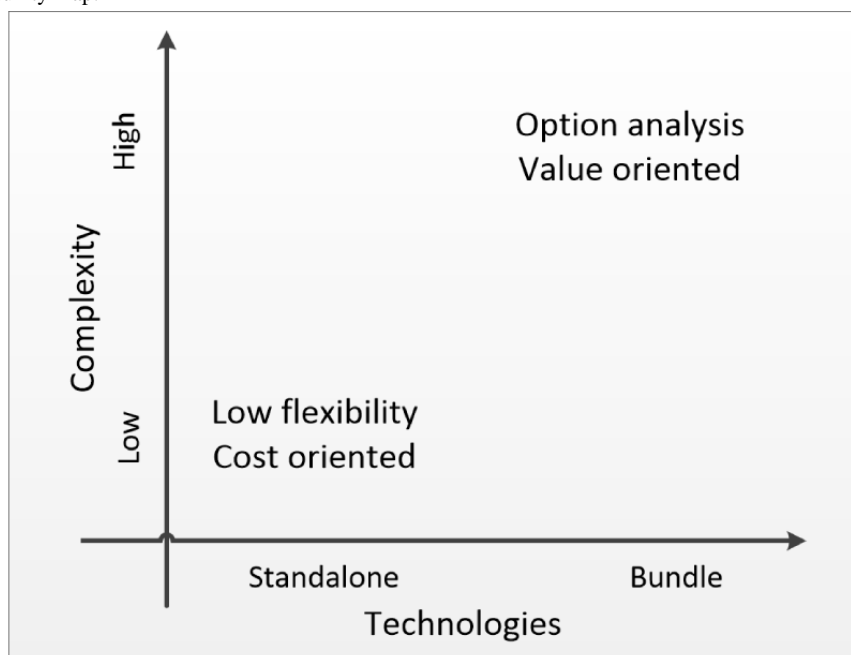 High
Option analysis
Value oriented
Complexity
Low
Low flexibility
Cost oriented
Standalone
Bundle
Technologies